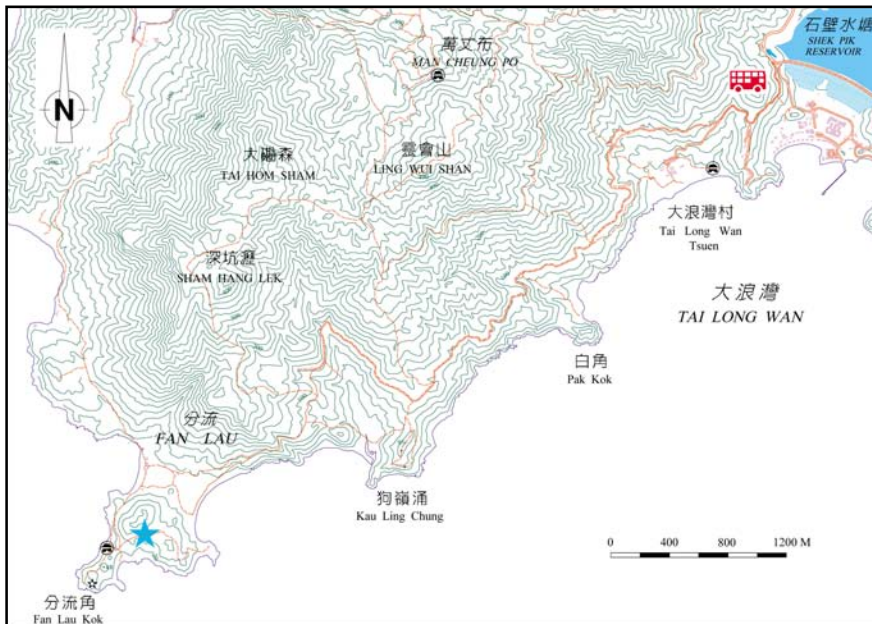 石壁水塘
SHEK PIK
RESERVOIR
萬丈布
MAN CHEUNG PO
N
大磡森
TAI HOM SHAM
靈會山
LING WUI SHAN
大浪灣村
Tai Long Wan
Tsuen
深坑瀝
SHAM HANG LEK
大浪灣
TAI LONG WAN
白角
Pak Kok
分流
FAN LAU
狗嶺涌
Kau Ling Chung
0 400 800 1200 M
分流角
Fan Lau Kok